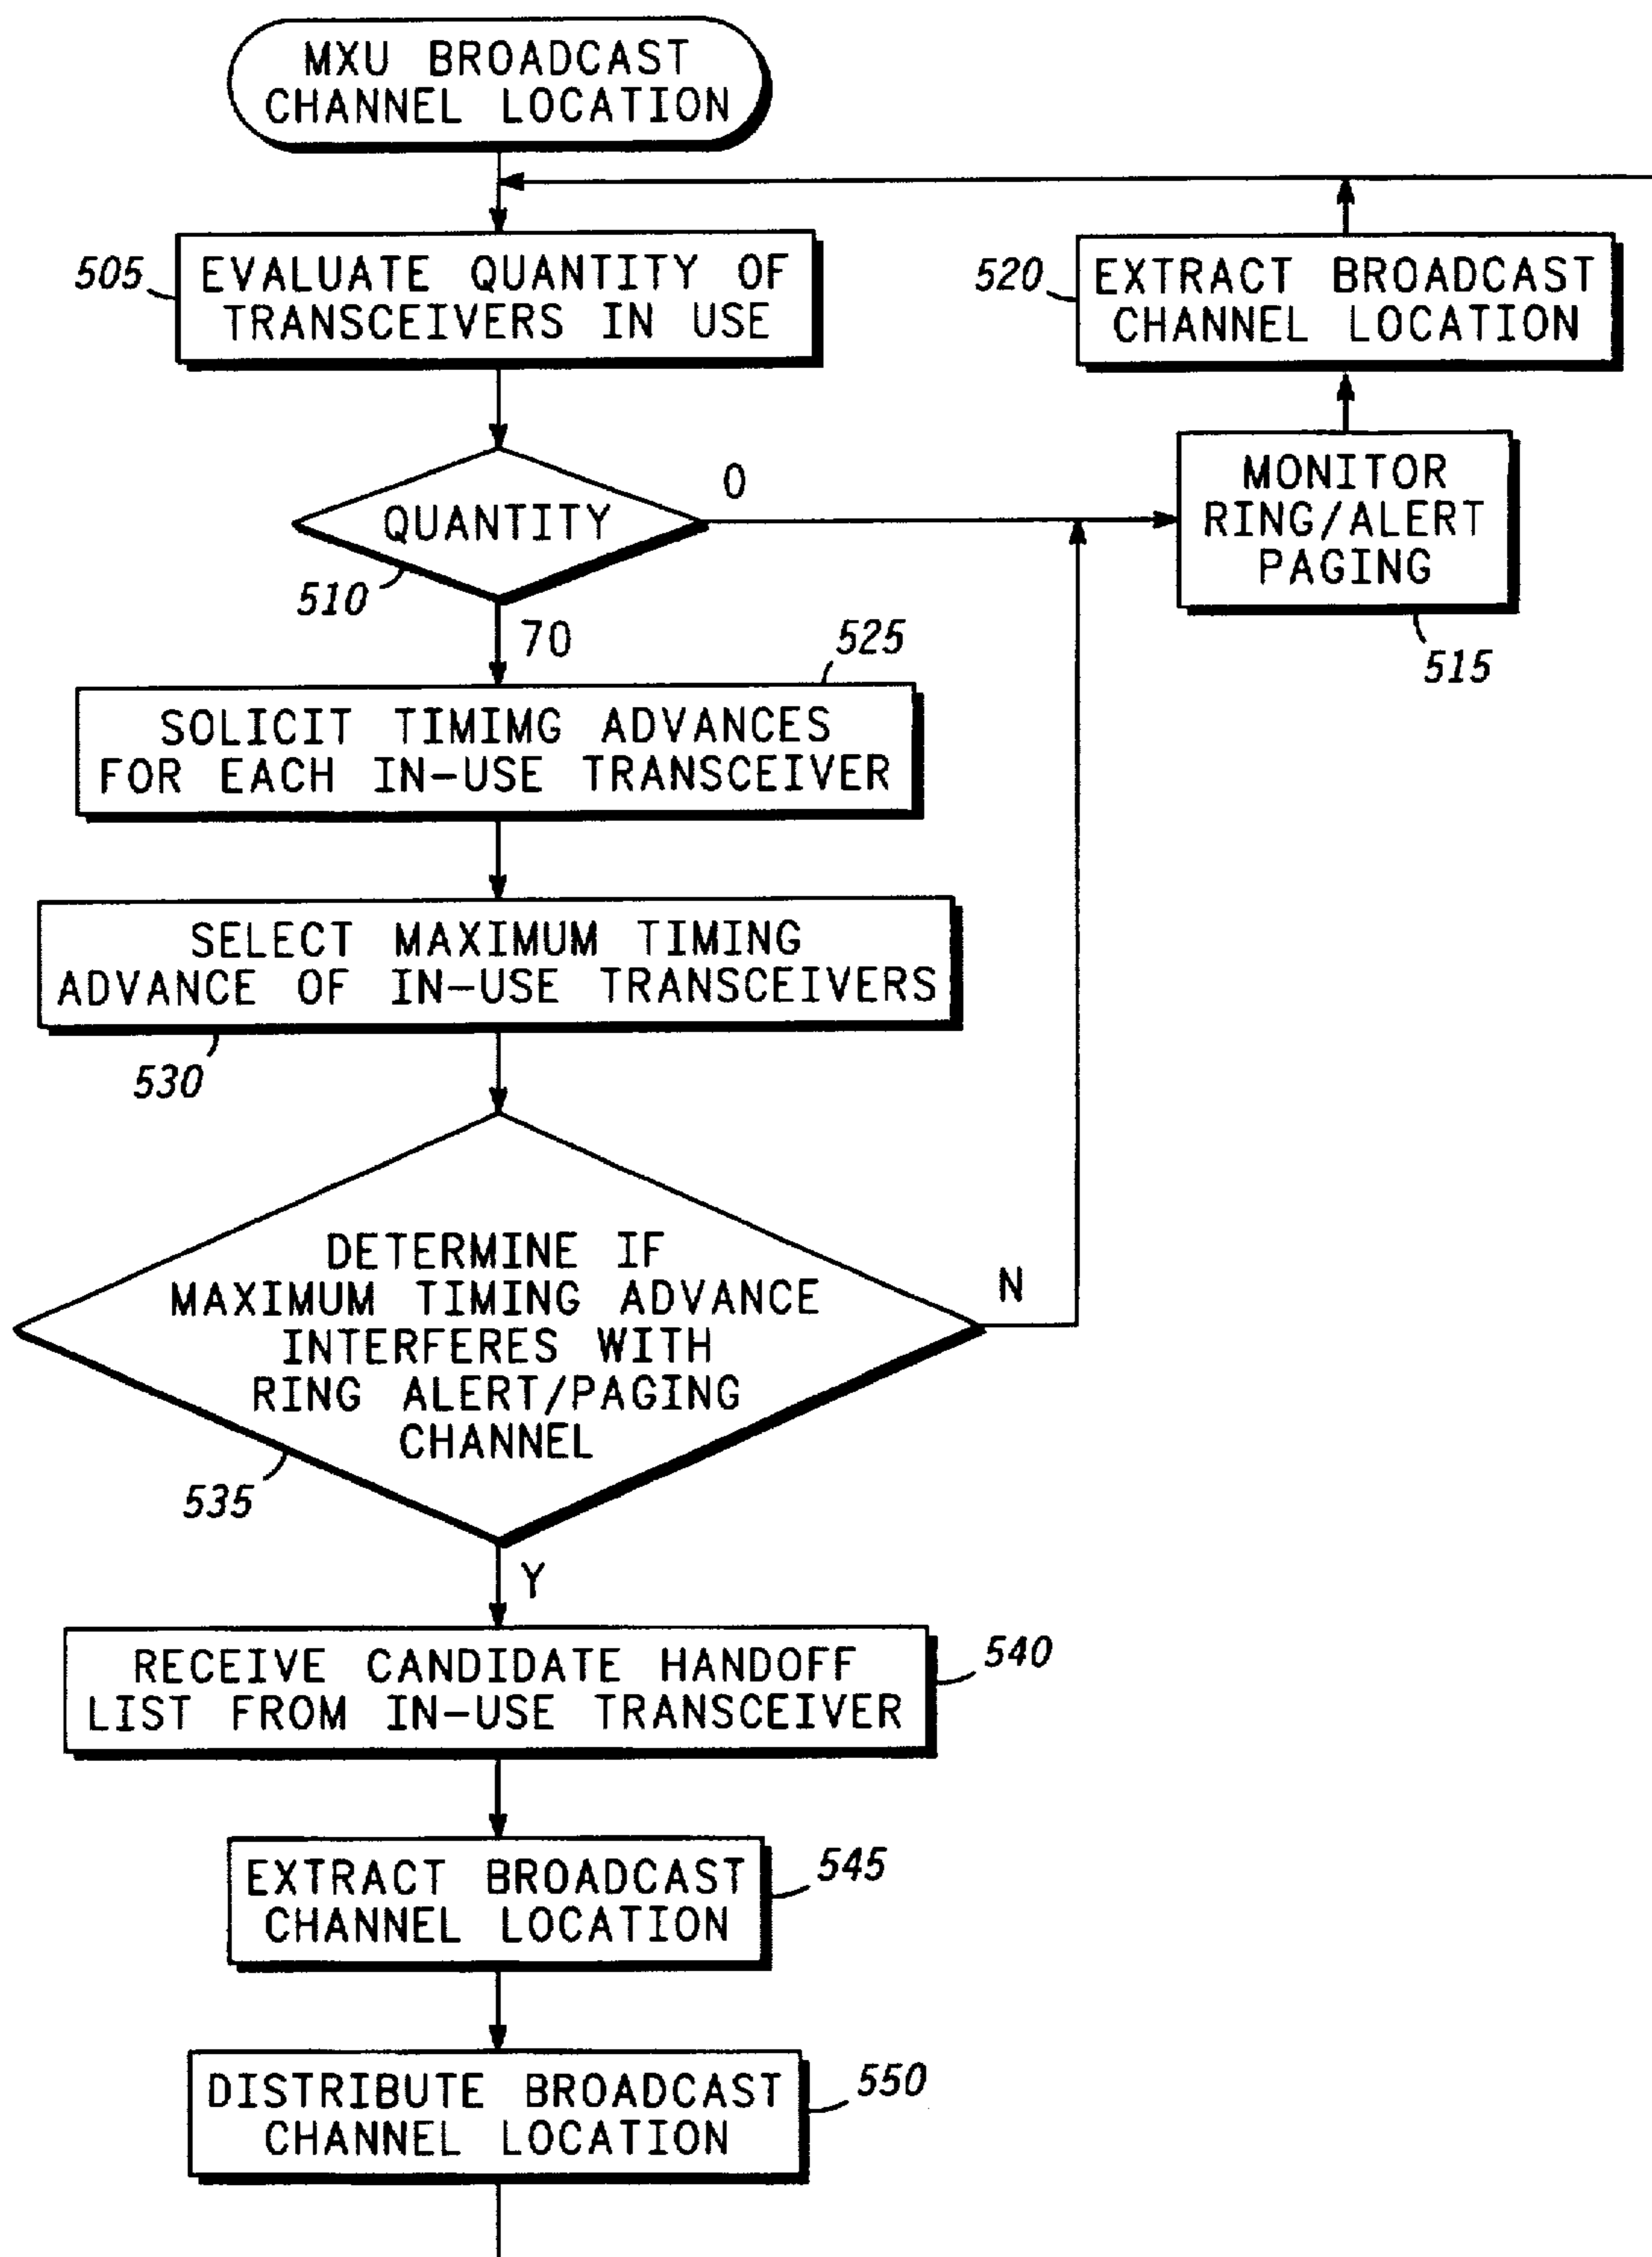 MXU BROADCAST
CHANNEL LOCATION
505
EVALUATE QUANTITY OF
TRANSCEIVERS IN USE
520
EXTRACT BROADCAST
CHANNEL LOCATION
QUANTITY
0
510
70
MONITOR
RING/ALERT
PAGING
515
525
SOLICIT TIMIMG ADVANCES
FOR EACH IN-USE TRANSCEIVER
SELECT MAXIMUM TIMING
ADVANCE OF IN-USE TRANSCEIVERS
530
DETERMINE IF
MAXIMUM TIMING ADVANCE
INTERFERES WITH
RING ALERT/PAGING
CHANNEL
N
535
Y
RECEIVE CANDIDATE HANDOFF
LIST FROM IN-USE TRANSCEIVER
540
EXTRACT BROADCAST
CHANNEL LOCATION
545
DISTRIBUTE BROADCAST
CHANNEL LOCATION
550